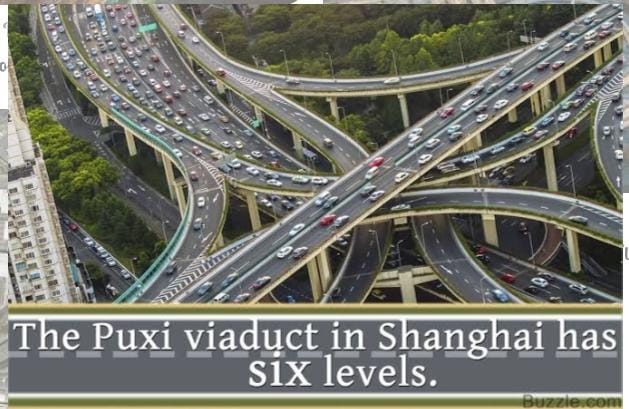 The Puxi viaduct in Shanghai has
six levels.
Buzzle.com